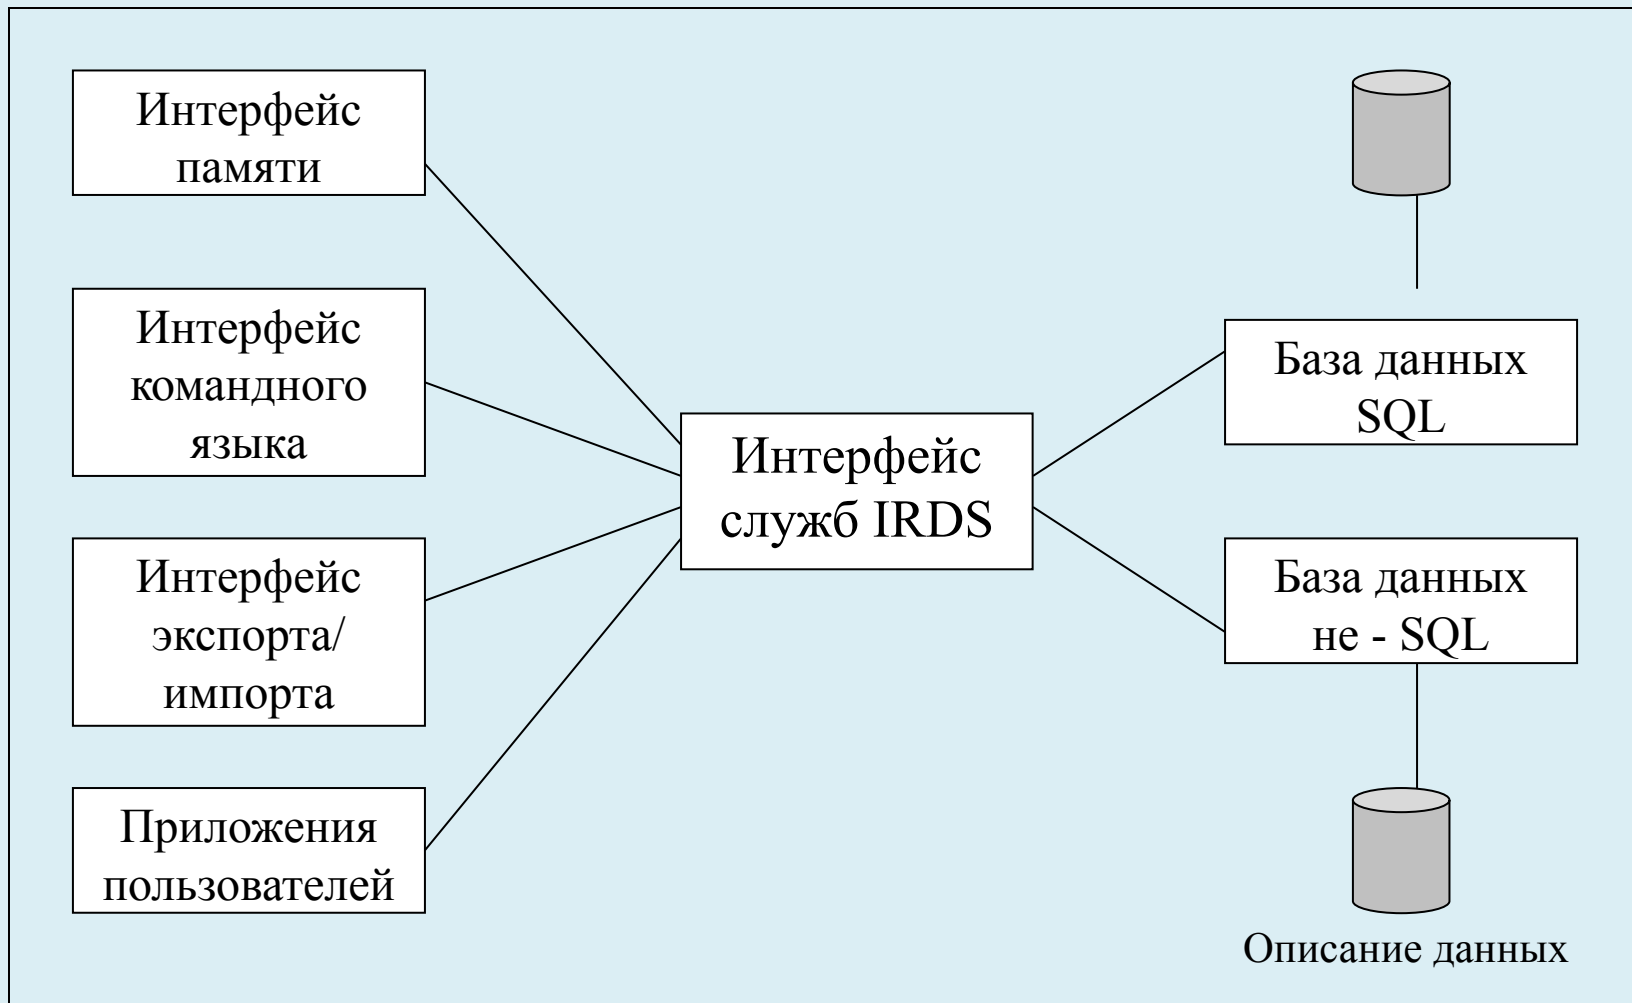 Интерфейс
памяти
Интерфейс
командного
языка
Интерфейс
экспорта/
импорта
Приложения
пользователей
Интерфейс
служб IRDS
База данных
SQL
База данных
не - SQL
Описание данных